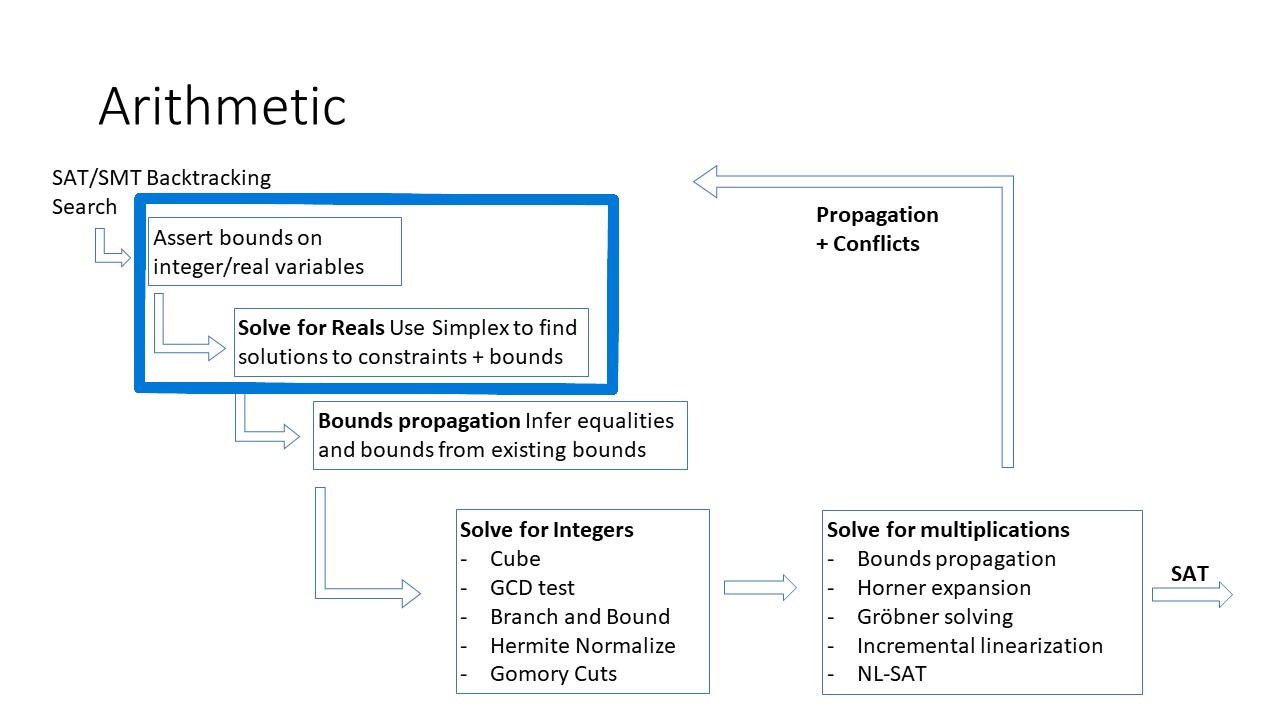 Arithmetic
SAT/SMT Backtracking
Search
Assert bounds on
integer/real variables
Solve for Reals Use Simplex to find
solutions to constraints + bounds
Bounds propagation Infer equalities
and bounds from existing bounds
Propagation
+ Conflicts
Solve for Integers
- Cube
- GCD test
- Branch and Bound
- Hermite Normalize
- Gomory Cuts
Solve for multiplications
- Bounds propagation
- Horner expansion
- Gröbner solving
- Incremental linearization
- NL-SAT
SAT